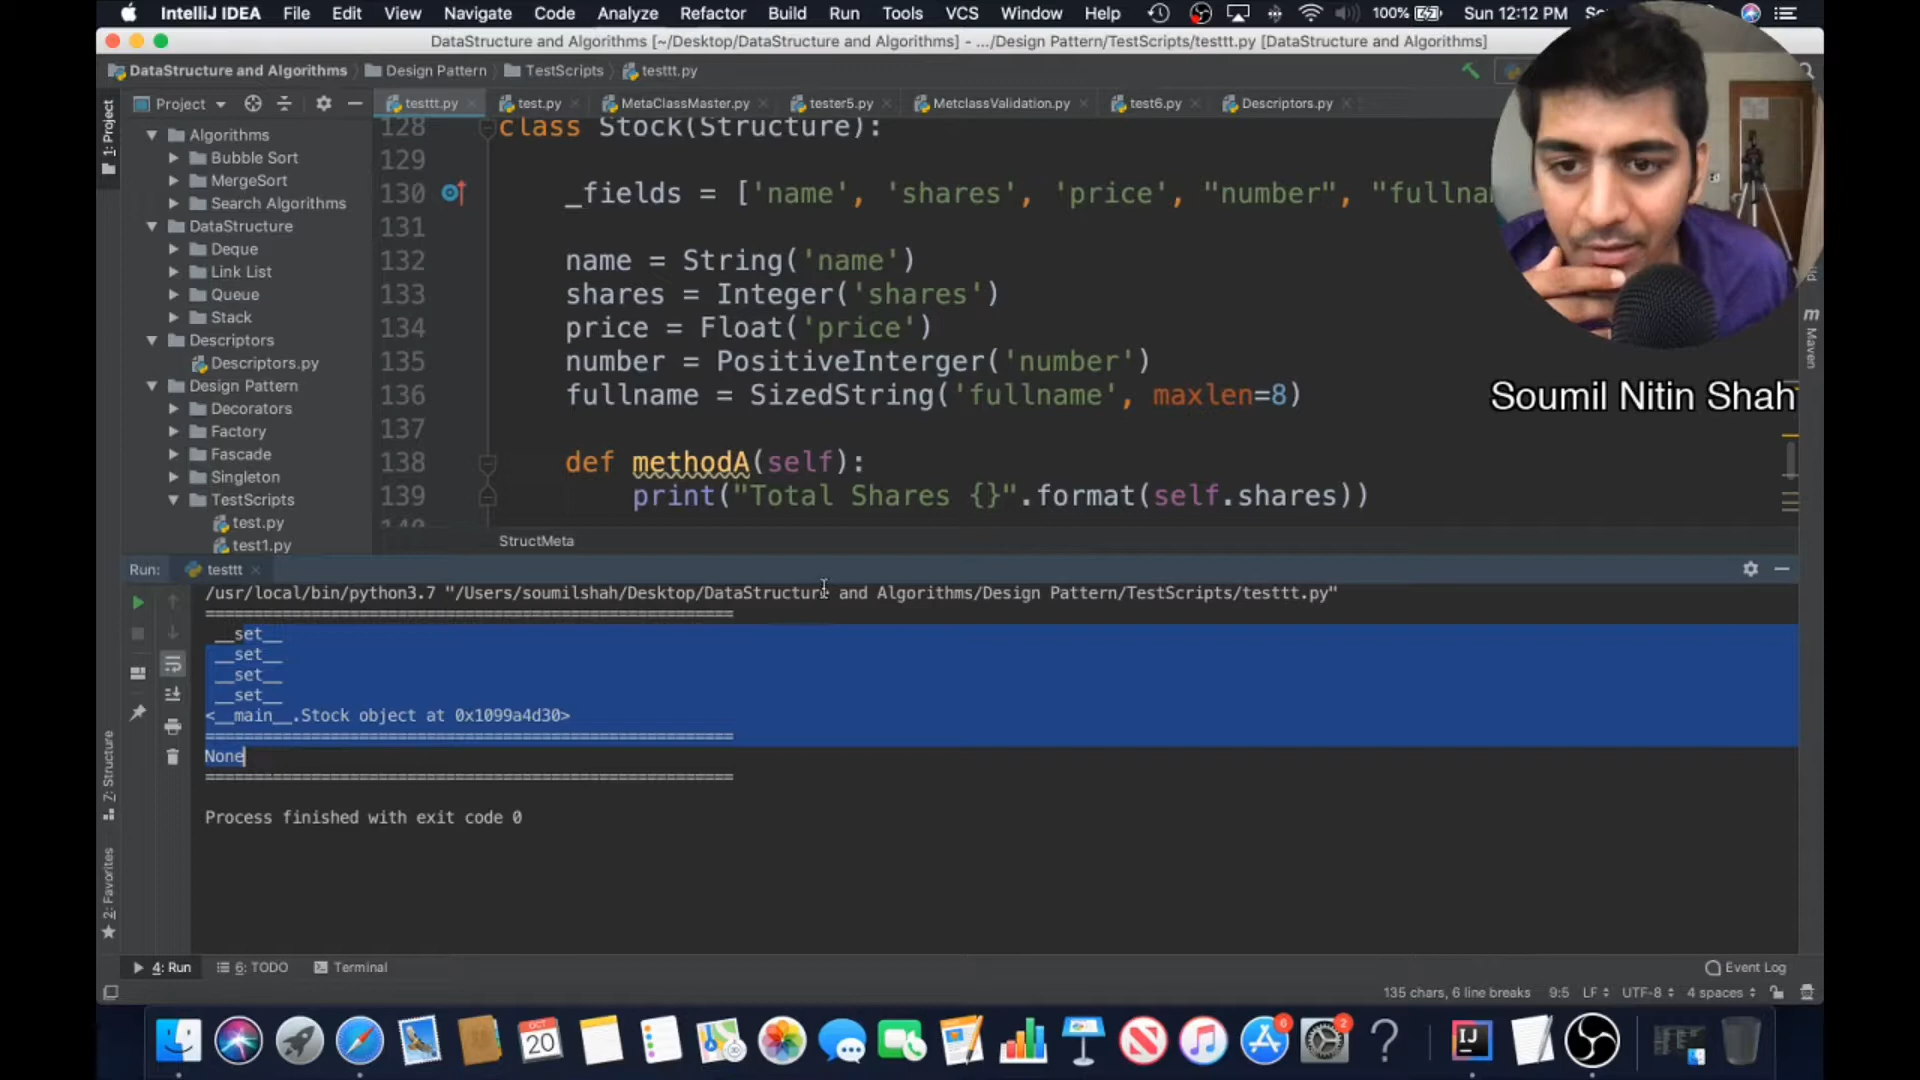 IntelliJ IDEA File Edit View Navigate Code Analyze Refactor Build Run Tools VCS Window Help 100% Sun 12:12 PM
DataStructure and Algorithms [~/Desktop/DataStructure and Algorithms] - .../Design Pattern/TestScripts/testtt.py [DataStructure and Algorithms]
DataStructure and Algorithms Design Pattern TestScripts testtt.py
Project
testtt.py test.py MetaClassMaster.py tester5.py MetclassValidation.py test6.py Descriptors.py
1: Project
Algorithms
Bubble Sort
MergeSort
Search Algorithms
DataStructure
Deque
Link List
Queue
Stack
Descriptors
Descriptors.py
Design Pattern
Decorators
Factory
Fascade
Singleton
TestScripts
test.py
test1.py
128 class Stock(Structure):
129
130 _fields = ['name', 'shares', 'price', "number",
131
132 name = String('name')
133 shares = Integer('shares')
134 price = Float('price')
135 number = PositiveInterger('number')
136 fullname = SizedString('fullname', maxlen=8)
137
138 def methodA(self):
139 print("Total Shares {}".format(self.shares))
StructMeta
Maven
Soumil Nitin Shah
Run: testtt
/usr/local/bin/python3.7 "/Users/soumilshah/Desktop/DataStructure and Algorithms/Design Pattern/TestScripts/testtt.py"
__set__
__set__
__set__
__set__
<__main__.Stock object at 0x1099a4d30>
None
Process finished with exit code 0
7: Structure
2: Favorites
4: Run 6: TODO Terminal Event Log
135 chars, 6 line breaks 9:5 LF UTF-8 4 spaces
OCT
20
6
2